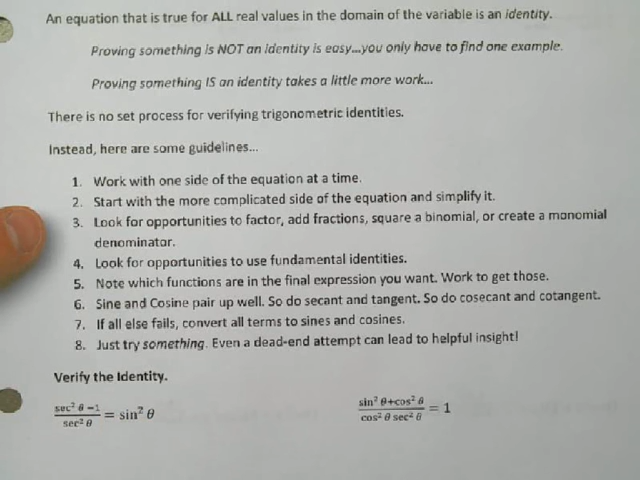 An equation that is true for ALL real values in the domain of the variable is an identity.
Proving something is NOT an identity is easy...you only have to find one example.
Proving something IS an identity takes a little more work...
There is no set process for verifying trigonometric identities.
Instead, here are some guidelines...
1. Work with one side of the equation at a time.
2. Start with the more complicated side of the equation and simplify it.
3. Look for opportunities to factor, add fractions, square a binomial, or create a monomial
denominator.
4. Look for opportunities to use fundamental identities.
5. Note which functions are in the final expression you want. Work to get those.
6. Sine and Cosine pair up well. So do secant and tangent. So do cosecant and cotangent.
7. If all else fails, convert all terms to sines and cosines.
8. Just try something. Even a dead-end attempt can lead to helpful insight!
Verify the Identity.
(sec² θ −1)/(sec² θ) = sin² θ
(sin² θ+cos² θ)/(cos² θ sec² θ) = 1